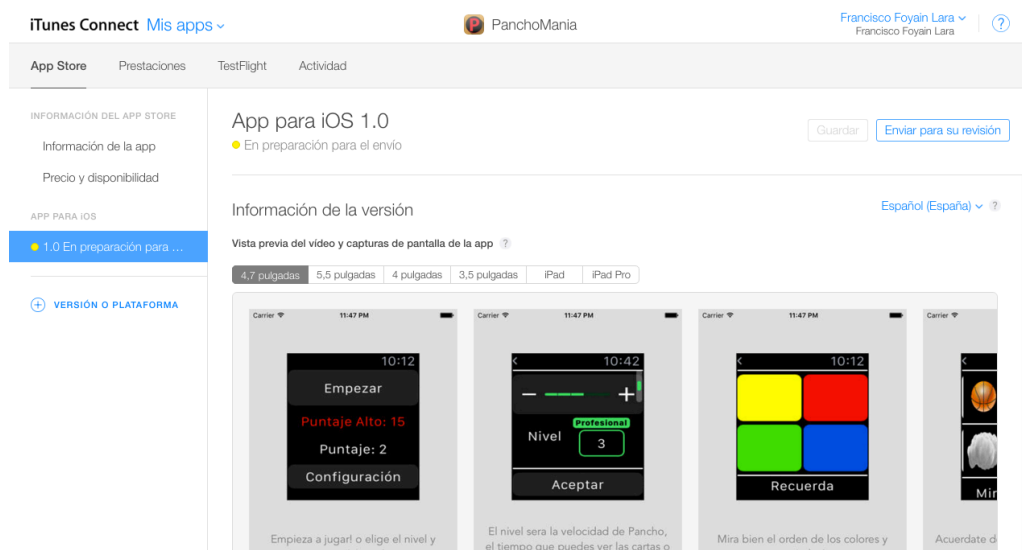 iTunes Connect Mis apps
PanchoMania
Francisco Foyain Lara
Francisco Foyain Lara
?
App Store Prestaciones TestFlight Actividad
INFORMACIÓN DEL APP STORE
Información de la app
Precio y disponibilidad
APP PARA iOS
1.0 En preparación para ...
VERSIÓN O PLATAFORMA
App para iOS 1.0
En preparación para el envío
Guardar Enviar para su revisión
Información de la versión
Español (España) ?
Vista previa del vídeo y capturas de pantalla de la app ?
4,7 pulgadas 5,5 pulgadas 4 pulgadas 3,5 pulgadas iPad iPad Pro
Carrier 11:47 PM
10:12
Empezar
Puntaje Alto: 15
Puntaje: 2
Configuración
Empieza a jugar! o elige el nivel y
Carrier 11:47 PM
10:42
− +
Profesional
Nivel 3
Aceptar
El nivel sera la velocidad de Pancho,
el tiempo que puedes ver las cartas o
Carrier 11:47 PM
10:12
Recuerda
Mira bien el orden de los colores y
Carrier
Mir
Acuerdate d